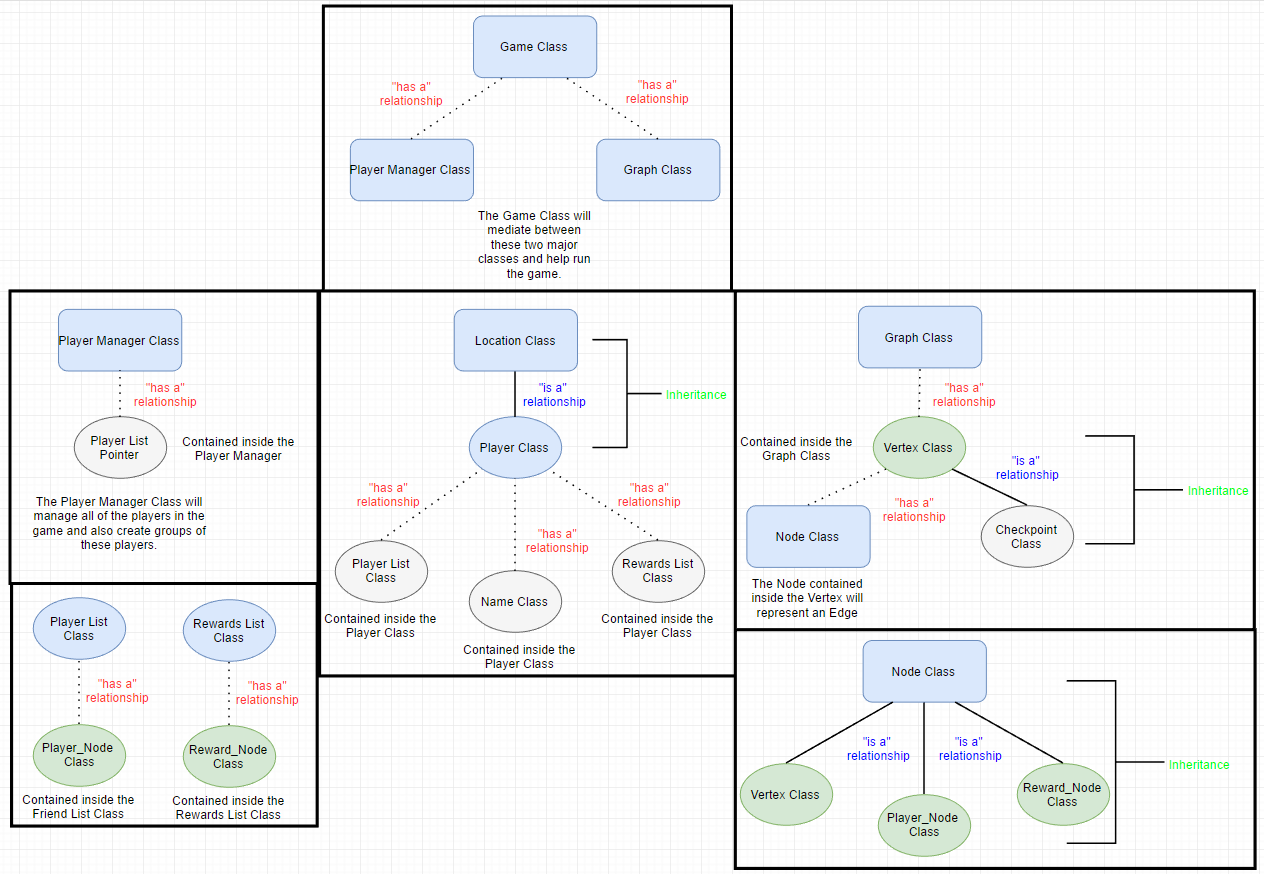 Game Class
"has a"
relationship
"has a"
relationship
Player Manager Class
Graph Class
The Game Class will
mediate between
these two major
classes and help run
the game.
Player Manager Class
"has a"
relationship
Player List
Pointer
Contained inside the
Player Manager
The Player Manager Class will
manage all of the players in the
game and also create groups of
these players.
Location Class
"is a"
relationship
Inheritance
Player Class
"has a"
relationship
"has a"
relationship
"has a"
relationship
Player List
Class
Name Class
Rewards List
Class
Contained inside the
Player Class
Contained inside the
Player Class
Contained inside the
Player Class
Graph Class
"has a"
relationship
Contained inside the
Graph Class
Vertex Class
"is a"
relationship
Inheritance
"has a"
relationship
Node Class
Checkpoint
Class
The Node contained
inside the Vertex will
represent an Edge
Player List
Class
Rewards List
Class
"has a"
relationship
"has a"
relationship
Player_Node
Class
Reward_Node
Class
Contained inside the
Friend List Class
Contained inside the
Rewards List Class
Node Class
"is a"
relationship
"is a"
relationship
Inheritance
Vertex Class
Player_Node
Class
Reward_Node
Class